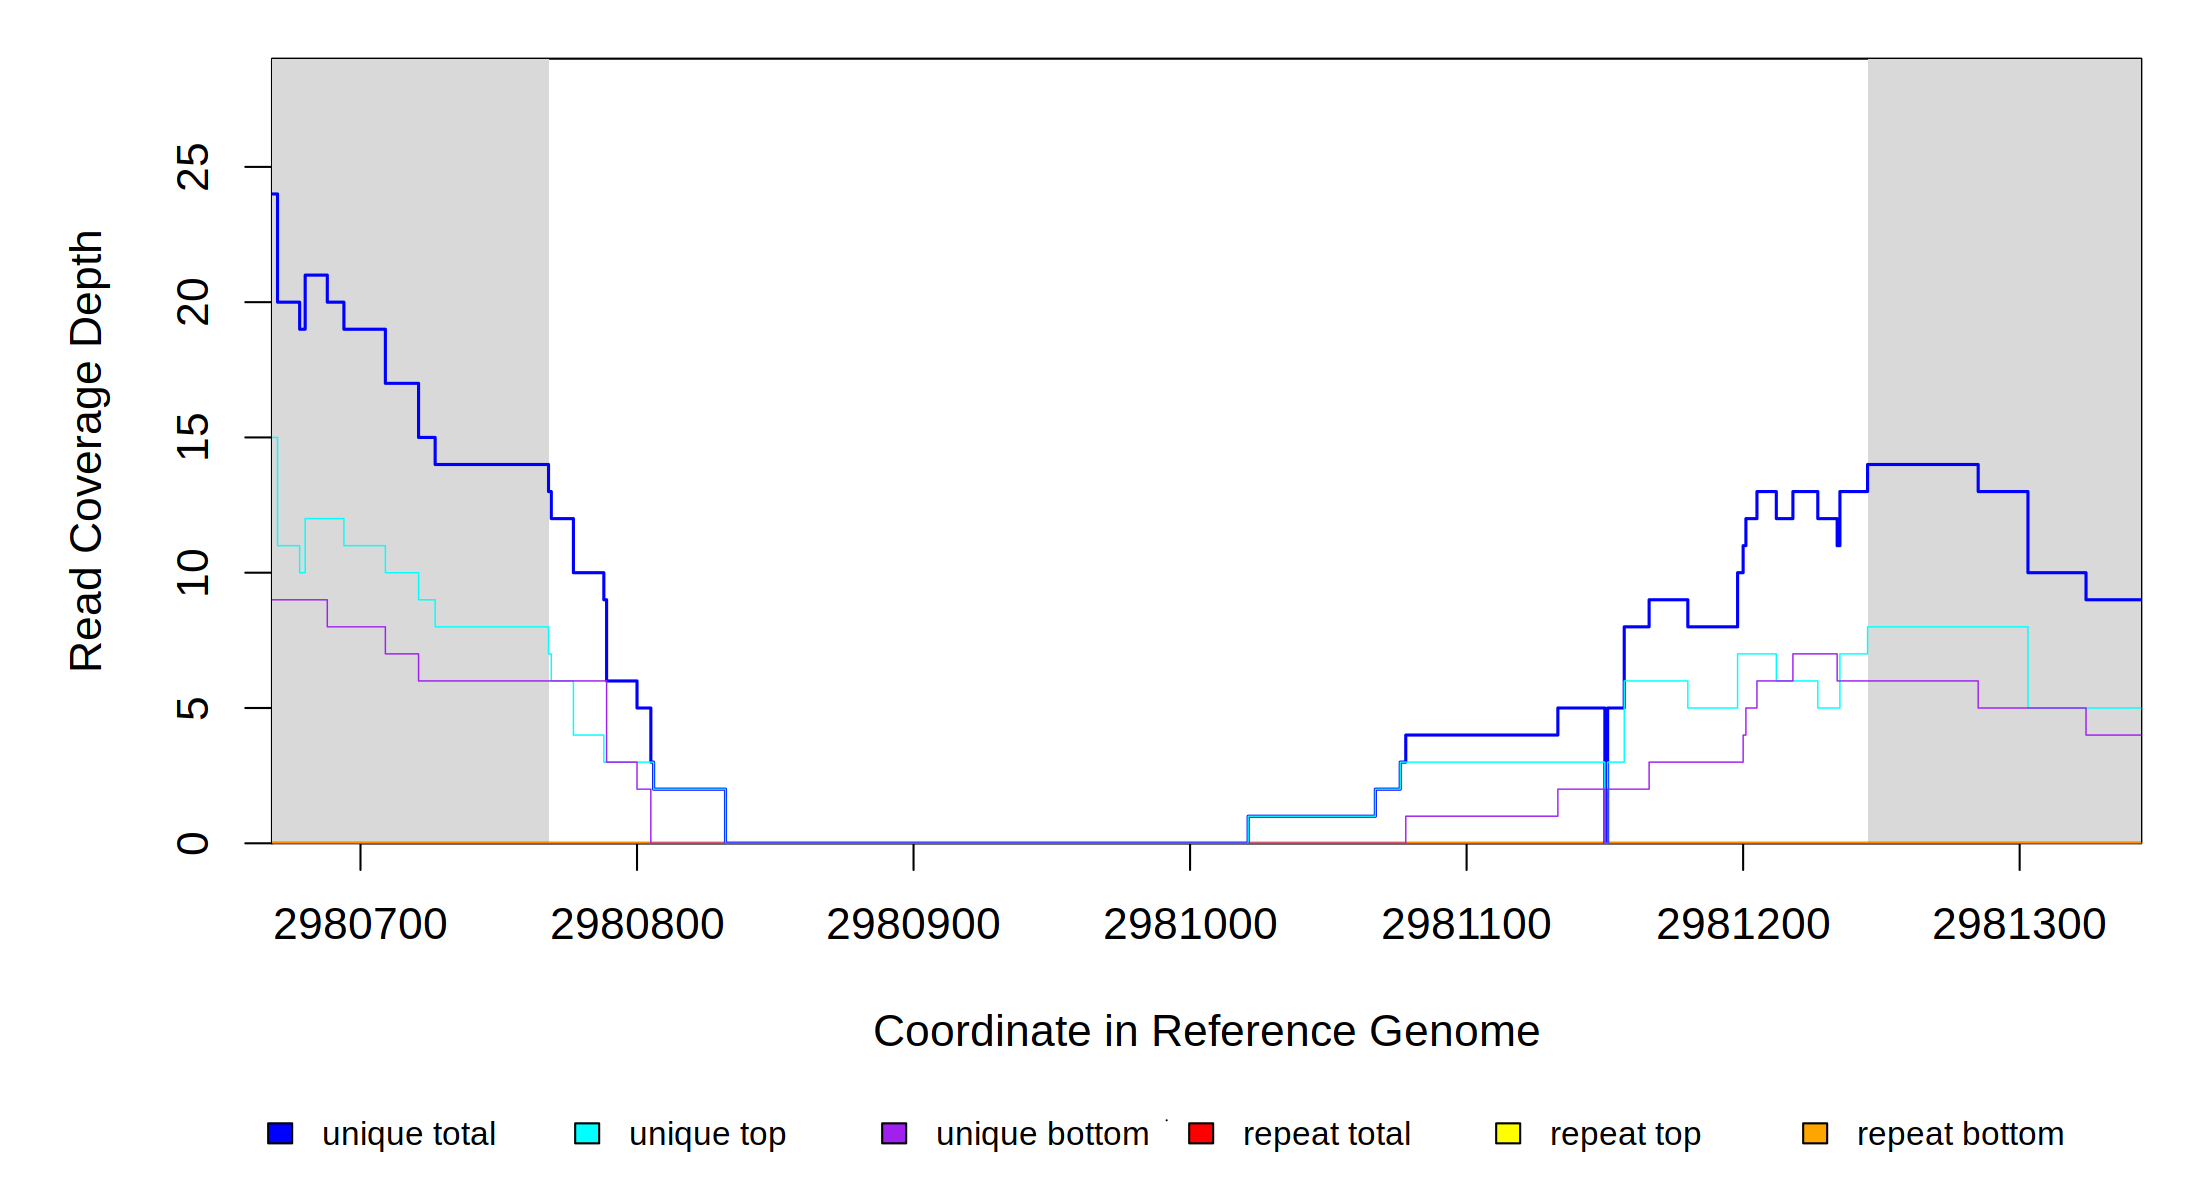 Read Coverage Depth
25
20
15
10
5
0
2980700 2980800 2980900 2981000 2981100 2981200 2981300
Coordinate in Reference Genome
unique total unique top unique bottom repeat total repeat top repeat bottom